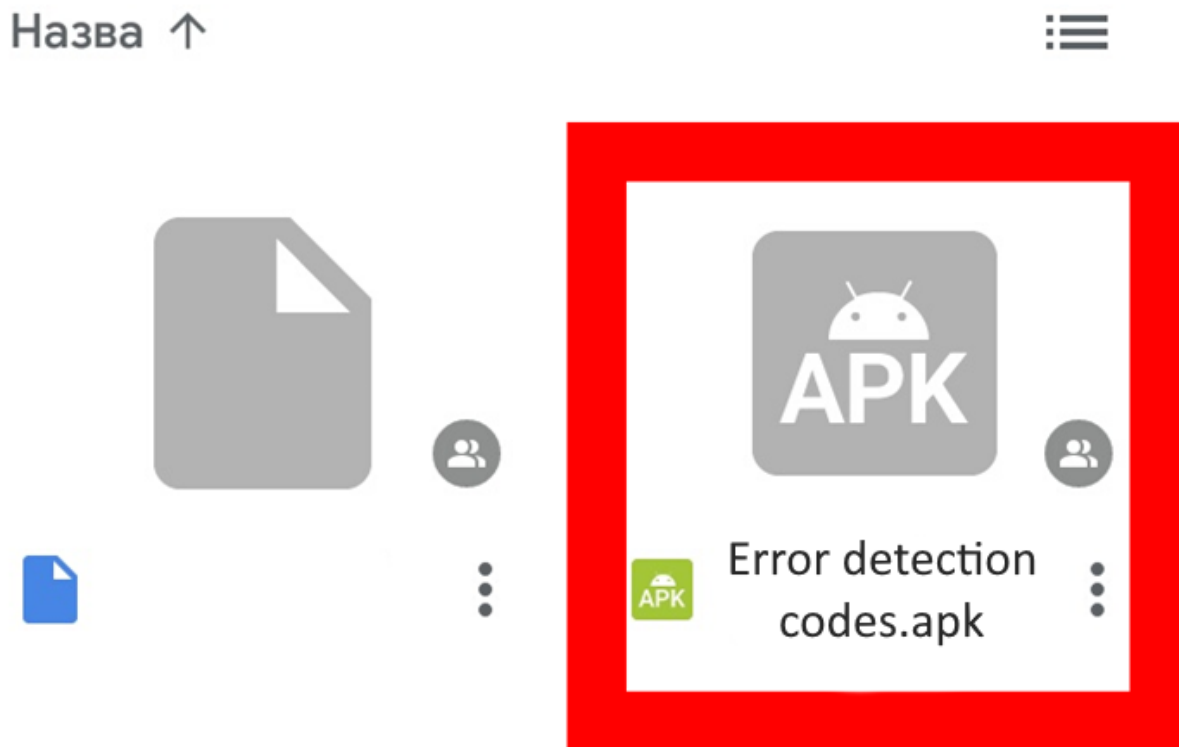 Назва ↑
APK
APK
Error detection
codes.apk